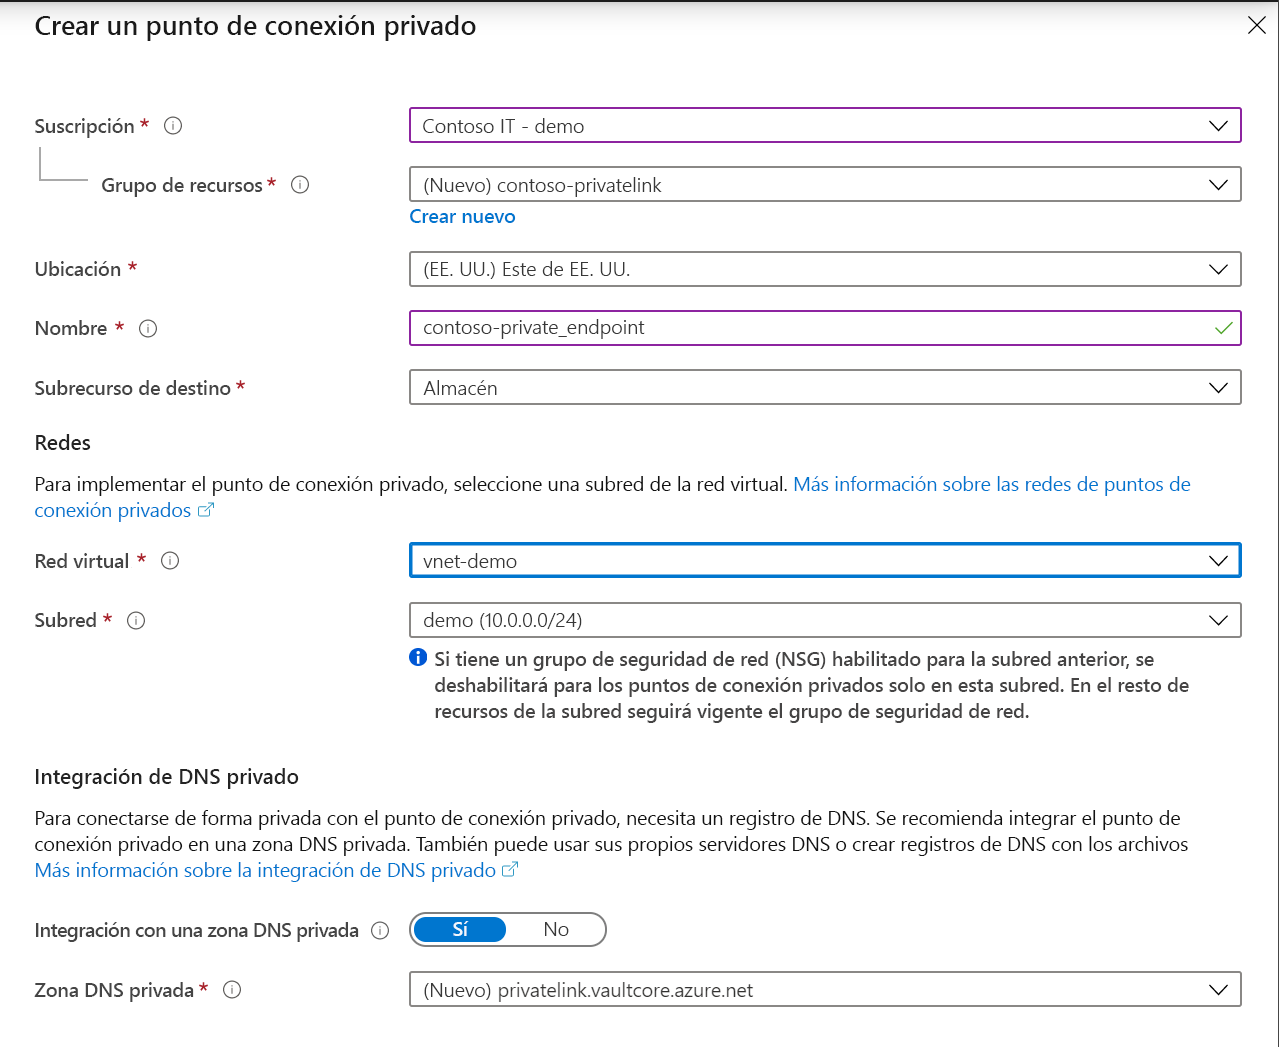 Crear un punto de conexión privado
Suscripción *
Contoso IT - demo
Grupo de recursos *
(Nuevo) contoso-privatelink
Crear nuevo
Ubicación *
(EE. UU.) Este de EE. UU.
Nombre *
contoso-private_endpoint
Subrecurso de destino *
Almacén
Redes
Para implementar el punto de conexión privado, seleccione una subred de la red virtual. Más información sobre las redes de puntos de
conexión privados
Red virtual *
vnet-demo
Subred *
demo (10.0.0.0/24)
Si tiene un grupo de seguridad de red (NSG) habilitado para la subred anterior, se
deshabilitará para los puntos de conexión privados solo en esta subred. En el resto de
recursos de la subred seguirá vigente el grupo de seguridad de red.
Integración de DNS privado
Para conectarse de forma privada con el punto de conexión privado, necesita un registro de DNS. Se recomienda integrar el punto de
conexión privado en una zona DNS privada. También puede usar sus propios servidores DNS o crear registros de DNS con los archivos
Más información sobre la integración de DNS privado
Integración con una zona DNS privada
Sí
No
Zona DNS privada *
(Nuevo) privatelink.vaultcore.azure.net